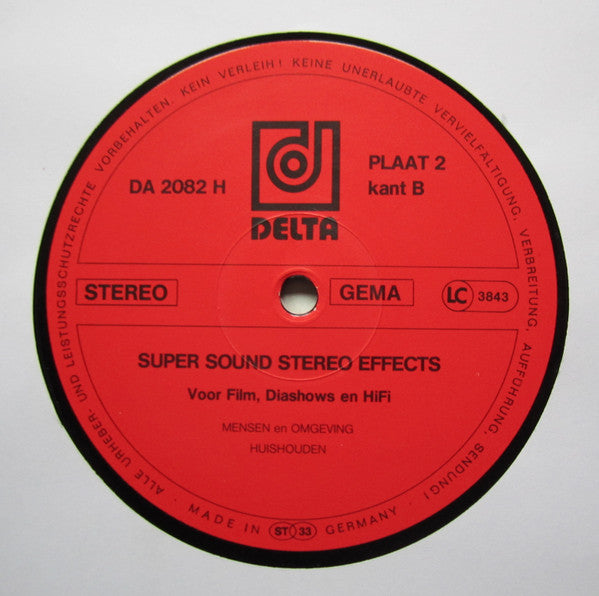 ALLE URHEBER- UND LEISTUNGSSCHUTZRECHTE VORBEHALTEN. KEIN VERLEIH! KEINE UNERLAUBTE VERVIELFÄLTIGUNG, VERBREITUNG, AUFFÜHRUNG, SENDUNG!
DA 2082 H
PLAAT 2
kant B
DELTA
STEREO
GEMA
LC 3843
SUPER SOUND STEREO EFFECTS
Voor Film, Diashows en HiFi
MENSEN en OMGEVING
HUISHOUDEN
· MADE IN ST 33 GERMANY ·